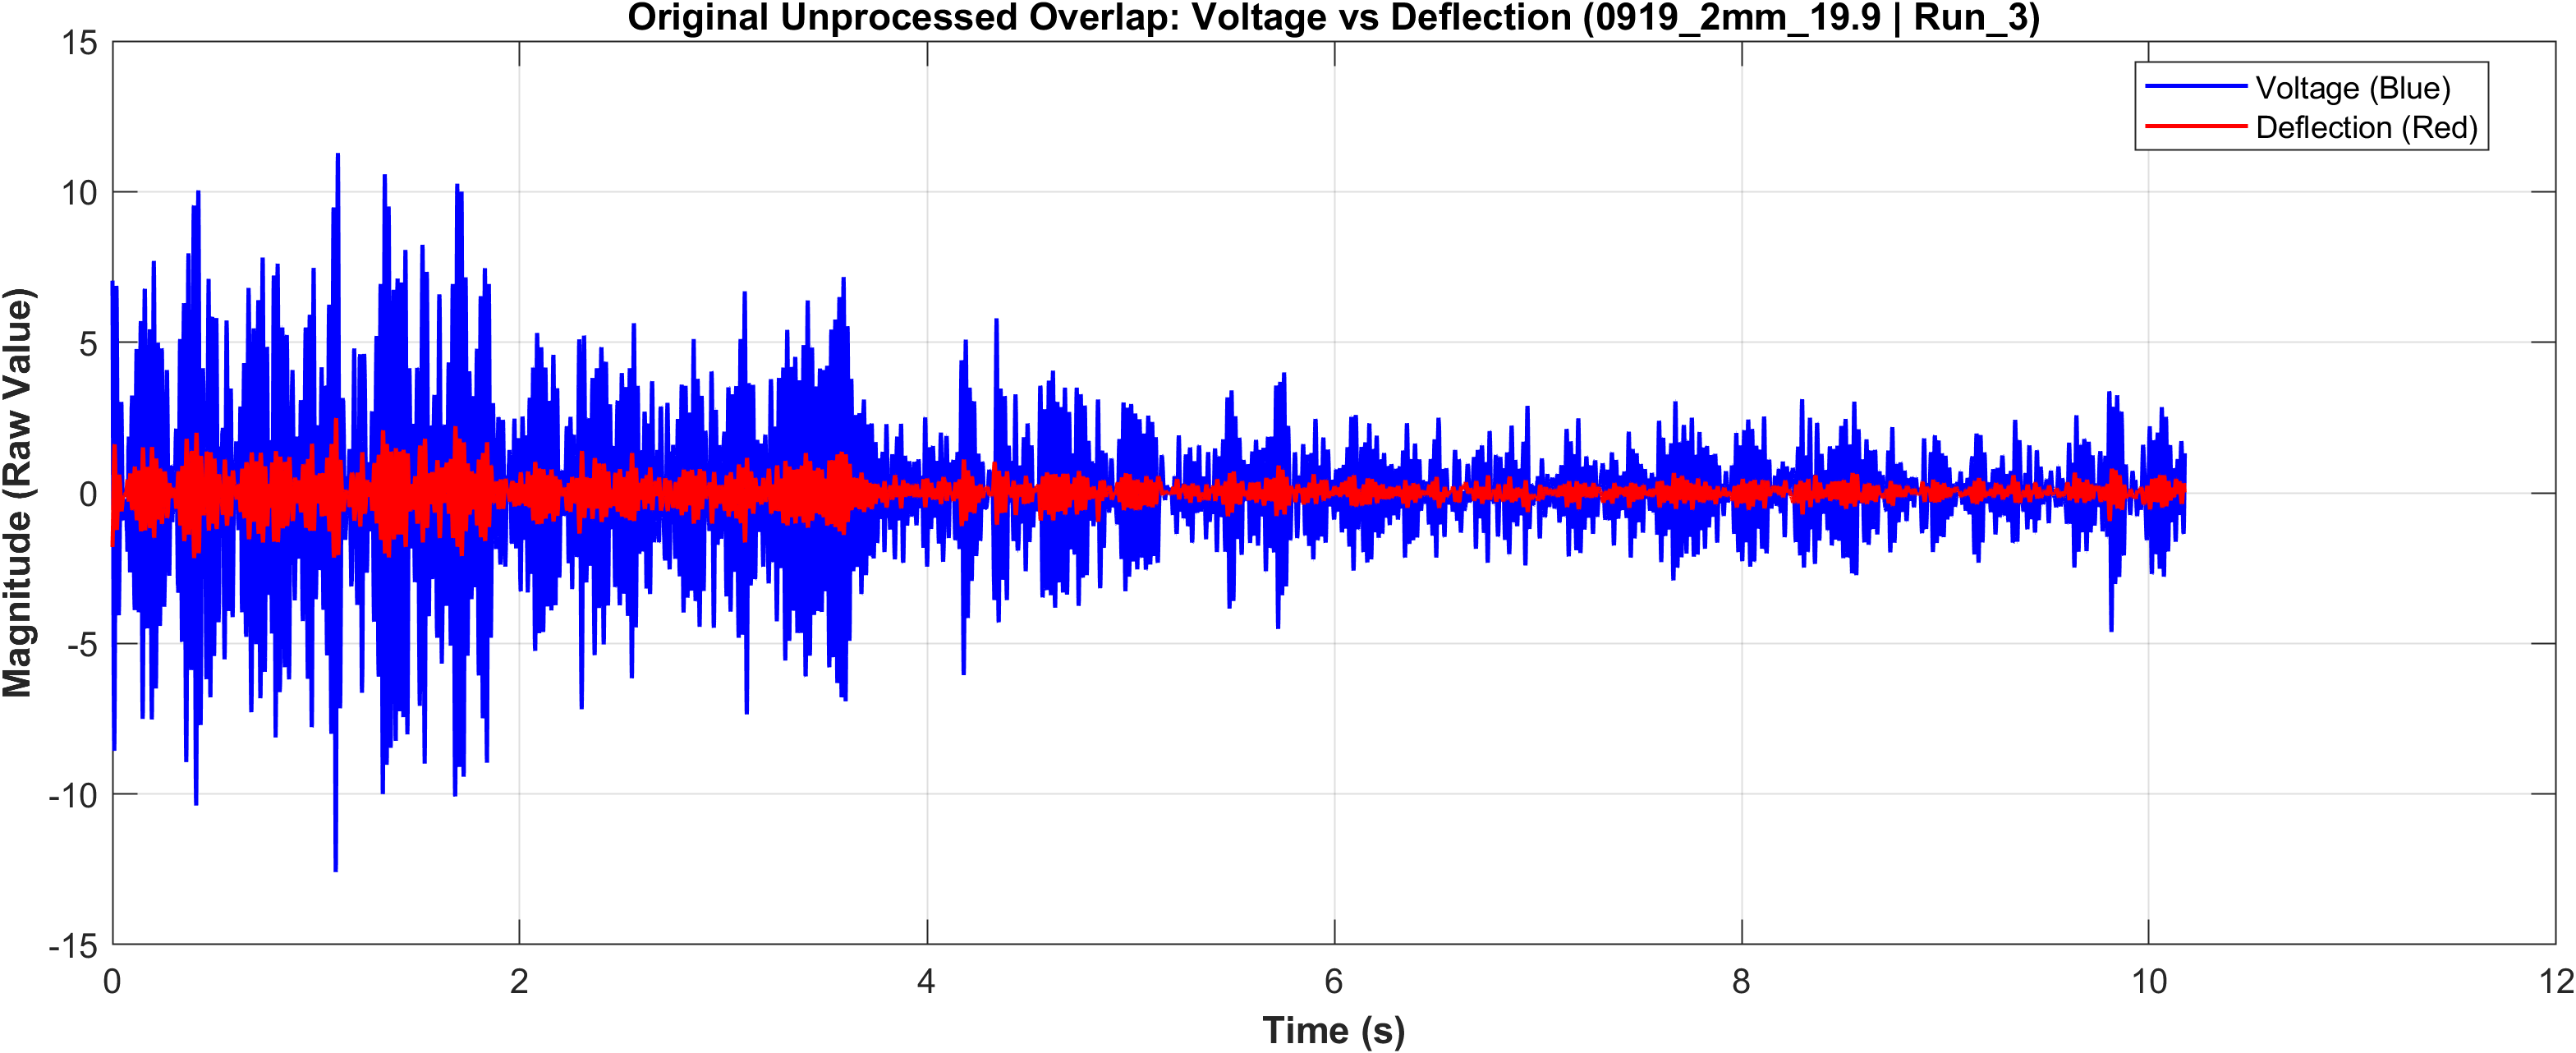 Original Unprocessed Overlap: Voltage vs Deflection (0919_2mm_19.9 | Run_3)
Voltage (Blue)
Deflection (Red)
Magnitude (Raw Value)
15
10
5
0
-5
-10
-15
0
2
4
6
8
10
12
Time (s)